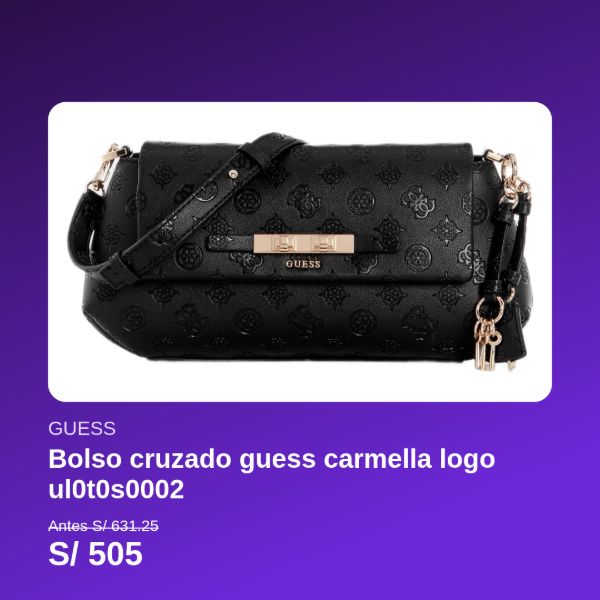 GUESS
GUESS
Bolso cruzado guess carmella logo
ul0t0s0002
Antes S/ 631.25
S/ 505